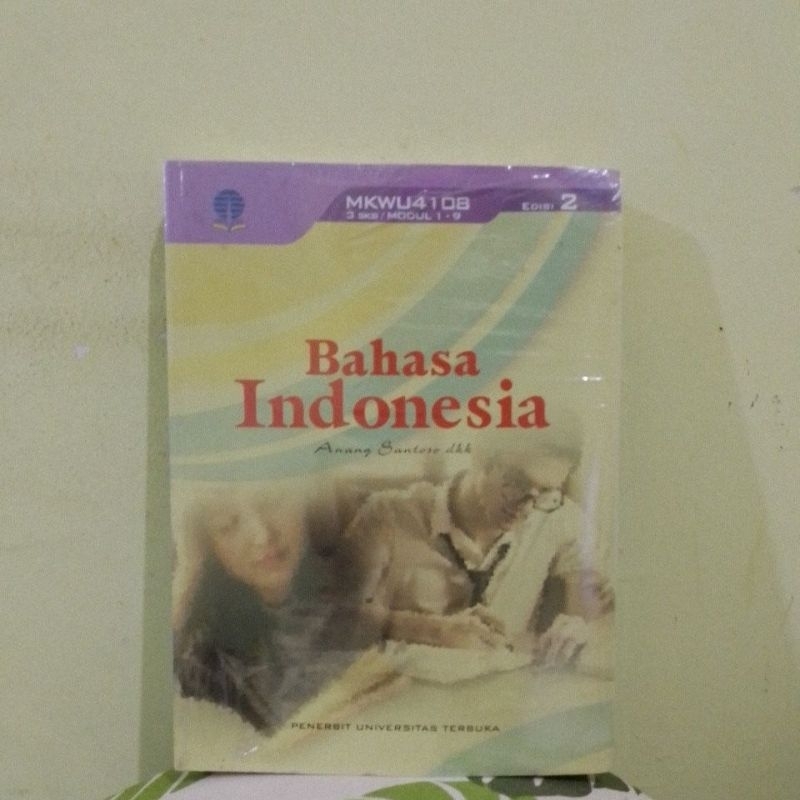 MKWU4108
3 SKS / MODUL 1 - 9
EDISI 2
Bahasa
Indonesia
Anang Santoso dkk
PENERBIT UNIVERSITAS TERBUKA